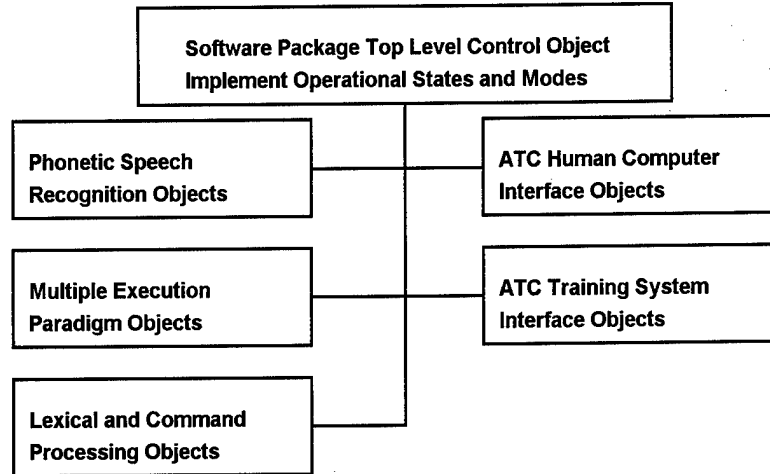 Software Package Top Level Control Object
Implement Operational States and Modes
Phonetic Speech
Recognition Objects
ATC Human Computer
Interface Objects
Multiple Execution
Paradigm Objects
ATC Training System
Interface Objects
Lexical and Command
Processing Objects